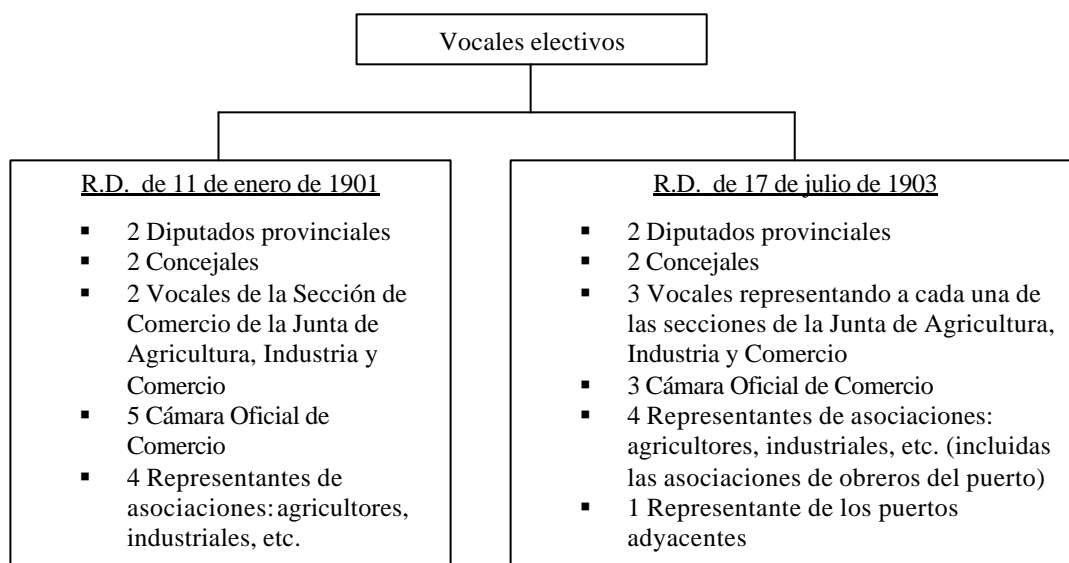 Vocales electivos
R.D. de 11 de enero de 1901
▪ 2 Diputados provinciales
▪ 2 Concejales
▪ 2 Vocales de la Sección de
Comercio de la Junta de
Agricultura, Industria y
Comercio
▪ 5 Cámara Oficial de
Comercio
▪ 4 Representantes de
asociaciones: agricultores,
industriales, etc.
R.D. de 17 de julio de 1903
▪ 2 Diputados provinciales
▪ 2 Concejales
▪ 3 Vocales representando a cada una de
las secciones de la Junta de Agricultura,
Industria y Comercio
▪ 3 Cámara Oficial de Comercio
▪ 4 Representantes de asociaciones:
agricultores, industriales, etc. (incluidas
las asociaciones de obreros del puerto)
▪ 1 Representante de los puertos
adyacentes